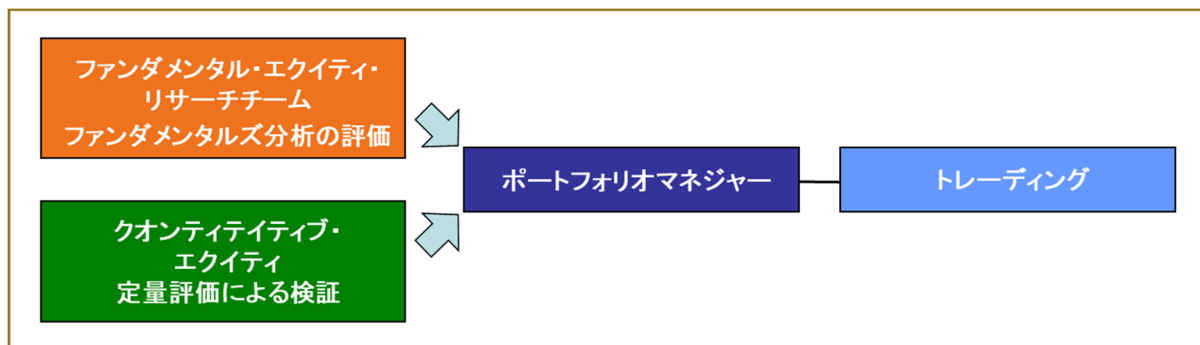 ファンダメンタル・エクイティ・
リサーチチーム
ファンダメンタルズ分析の評価
クオンティテイティブ・
エクイティ
定量評価による検証
ポートフォリオマネジャー
トレーディング